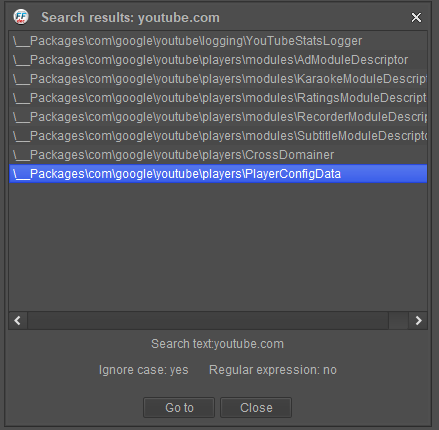 FF
dec
Search results: youtube.com
\__Packages\com\google\youtube\logging\YouTubeStatsLogger
\__Packages\com\google\youtube\players\modules\AdModuleDescriptor
\__Packages\com\google\youtube\players\modules\KaraokeModuleDescript
\__Packages\com\google\youtube\players\modules\RatingsModuleDescript
\__Packages\com\google\youtube\players\modules\RecorderModuleDescrip
\__Packages\com\google\youtube\players\modules\SubtitleModuleDescripto
\__Packages\com\google\youtube\players\CrossDomainer
\__Packages\com\google\youtube\players\PlayerConfigData
Search text:youtube.com
Ignore case: yes Regular expression: no
Go to Close